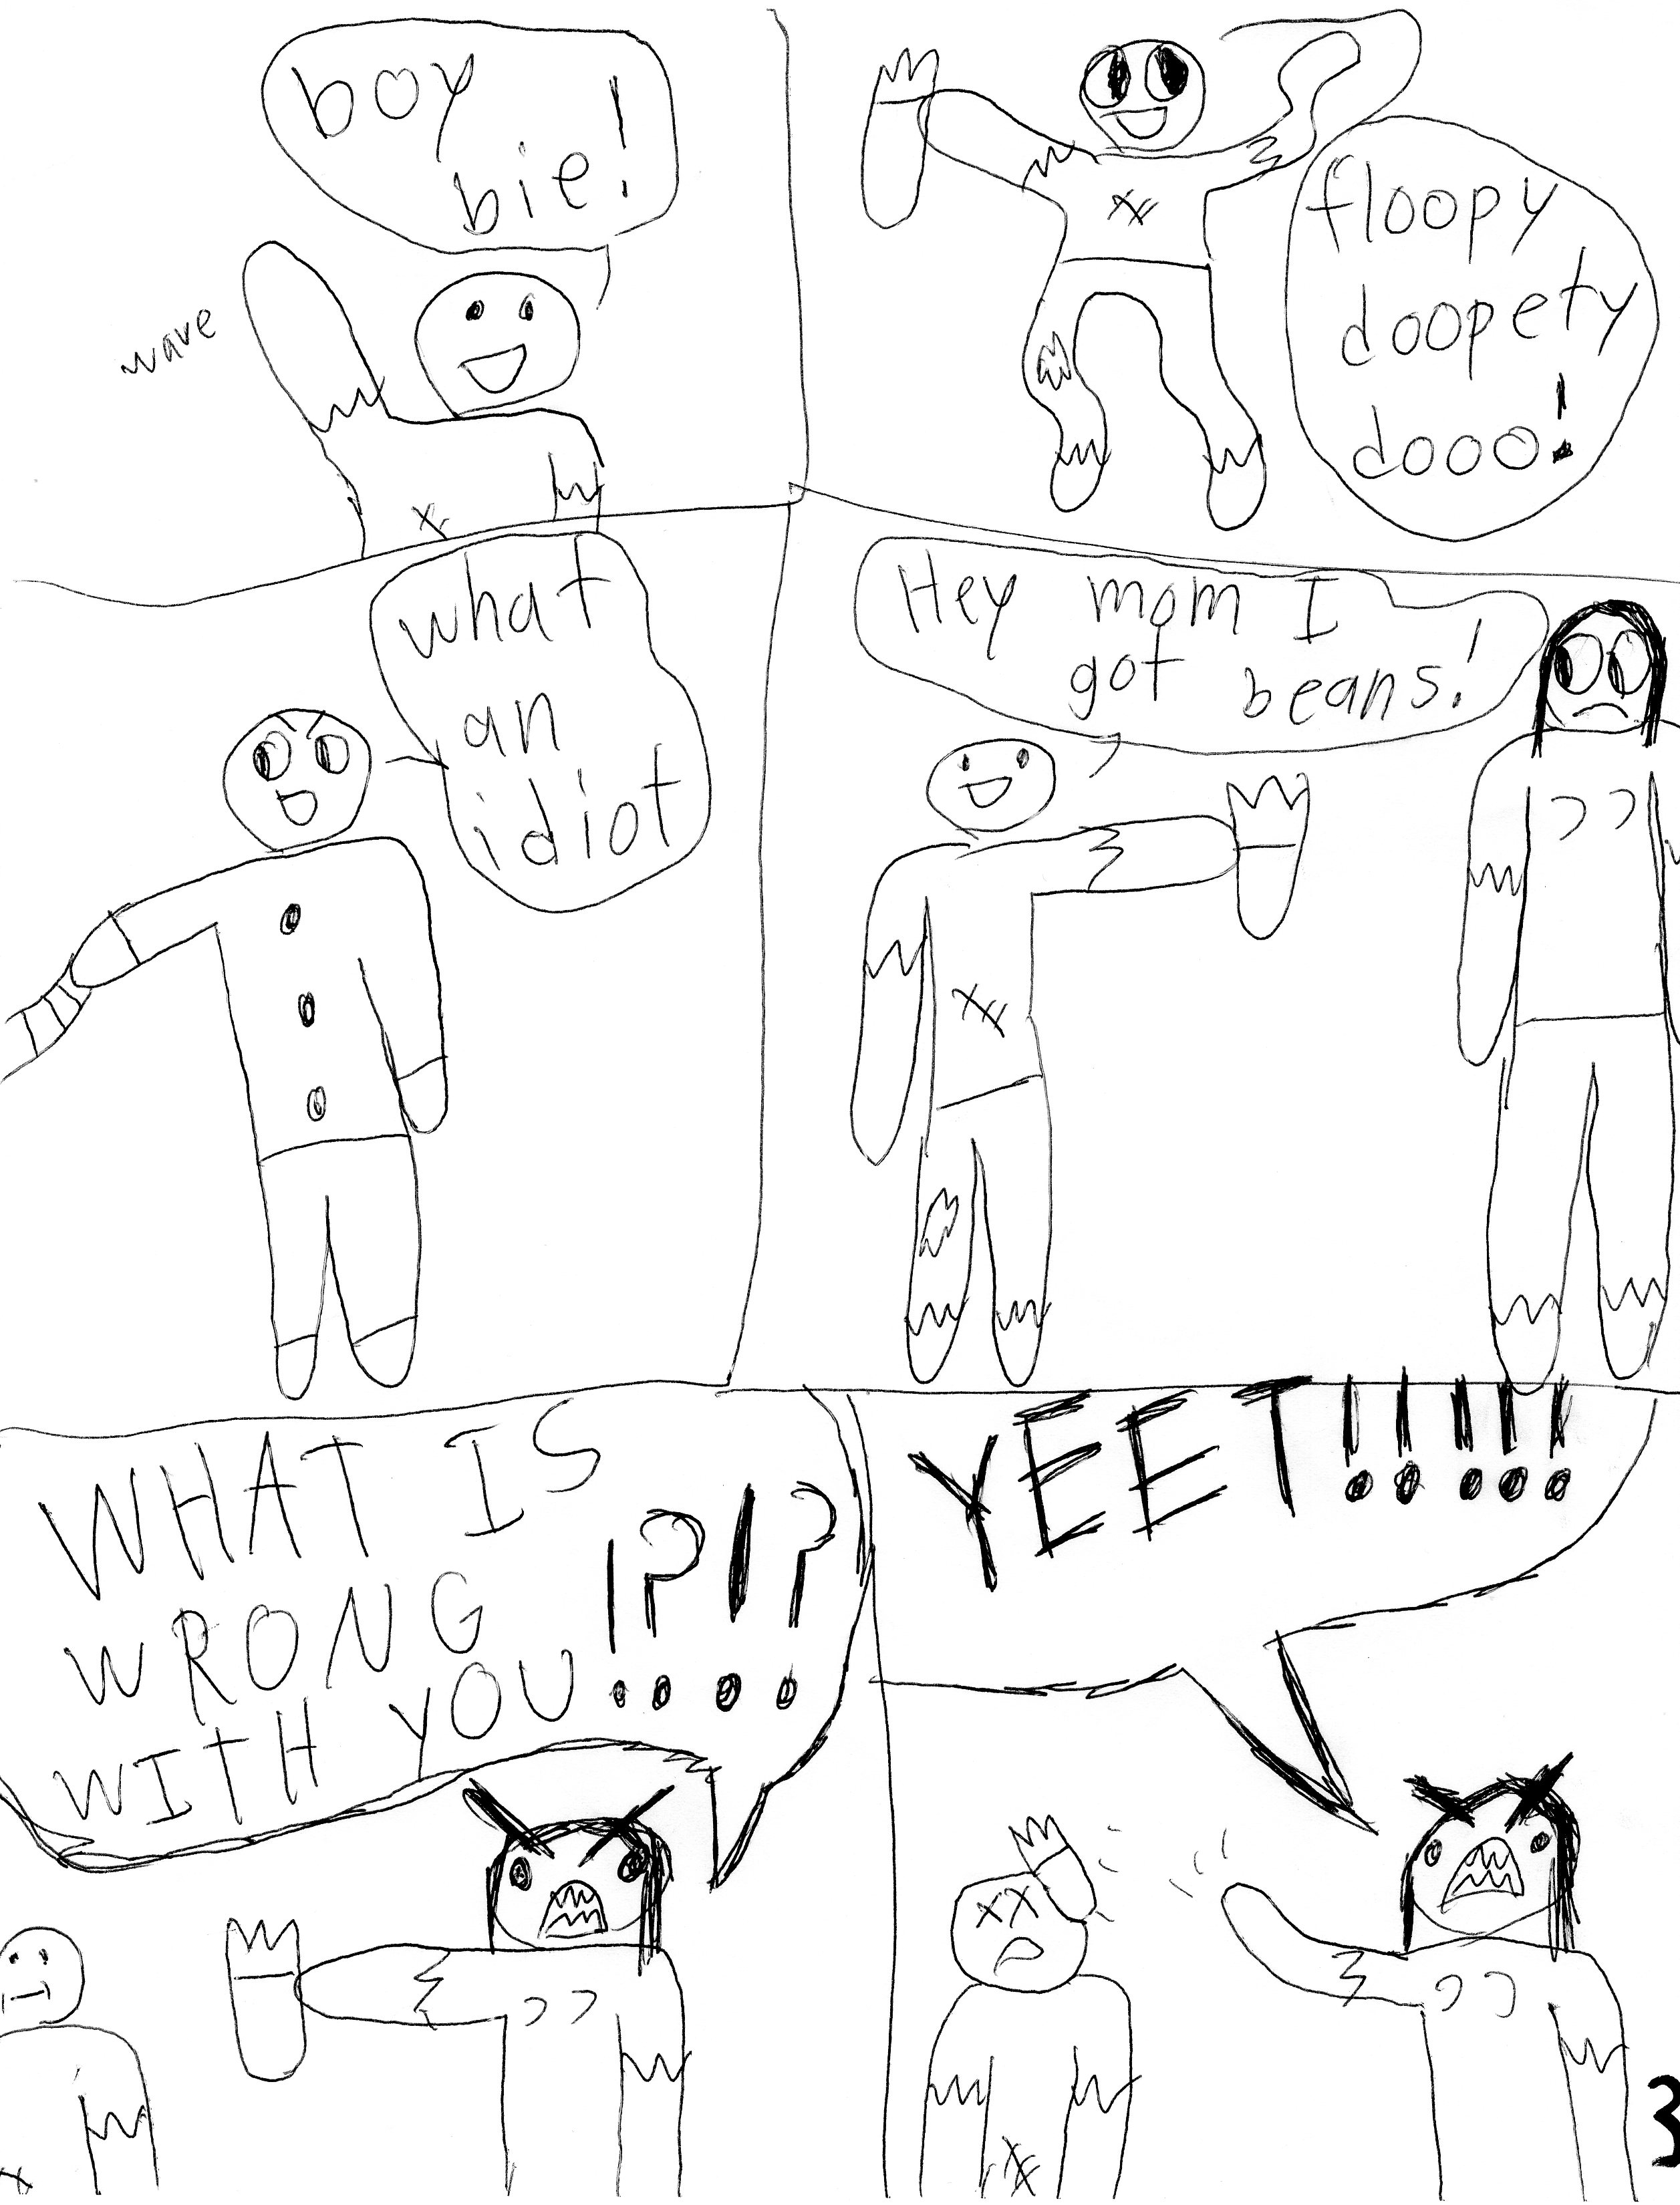 boy
bie!
wave
floopy
doopety
dooo!
what
an
idiot
Hey mom I
got beans!
WHAT IS
WRONG
WITH YOU!?!?
YEET!!!!!
3